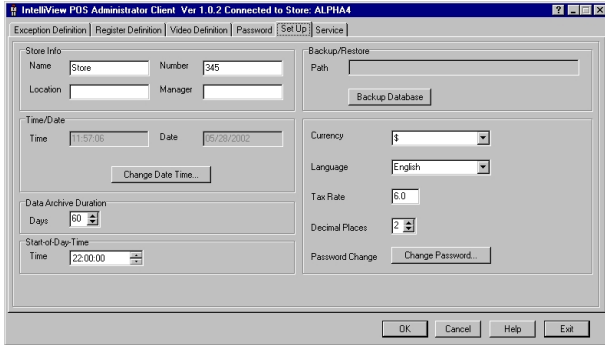 IntelliView POS Administrator Client Ver 1.0.2 Connected to Store: ALPHA4
Exception Definition Register Definition Video Definition Password Set Up Service
Store Info
Name Store Number 345
Location Manager
Time/Date
Time 11:57:06 Date 05/28/2002
Change Date Time...
Data Archive Duration
Days 60
Start-of-Day-Time
Time 22:00:00
Backup/Restore
Path
Backup Database
Currency $
Language English
Tax Rate 6.0
Decimal Places 2
Password Change Change Password...
OK Cancel Help Exit